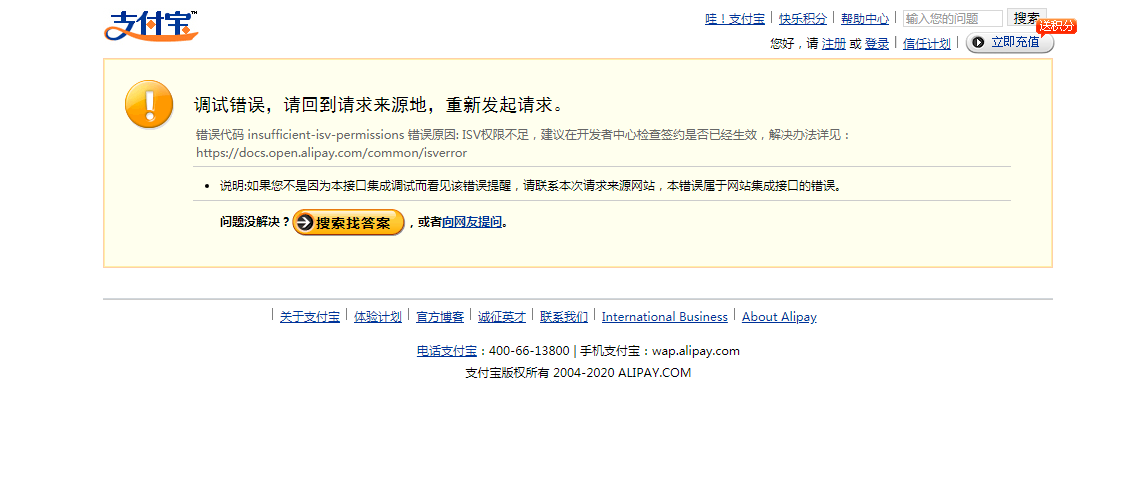 支付宝™
哇！支付宝 | 快乐积分 | 帮助中心 | 输入您的问题 搜索
送积分
您好，请 注册 或 登录 | 信任计划 | 立即充值
调试错误，请回到请求来源地，重新发起请求。
错误代码 insufficient-isv-permissions 错误原因: ISV权限不足，建议在开发者中心检查签约是否已经生效，解决办法详见：
https://docs.open.alipay.com/common/isverror
• 说明:如果您不是因为本接口集成调试而看见该错误提醒，请联系本次请求来源网站，本错误属于网站集成接口的错误。
问题没解决？ 搜索找答案 ，或者向网友提问。
| 关于支付宝 | 体验计划 | 官方博客 | 诚征英才 | 联系我们 | International Business | About Alipay
电话支付宝：400-66-13800 | 手机支付宝：wap.alipay.com
支付宝版权所有 2004-2020 ALIPAY.COM